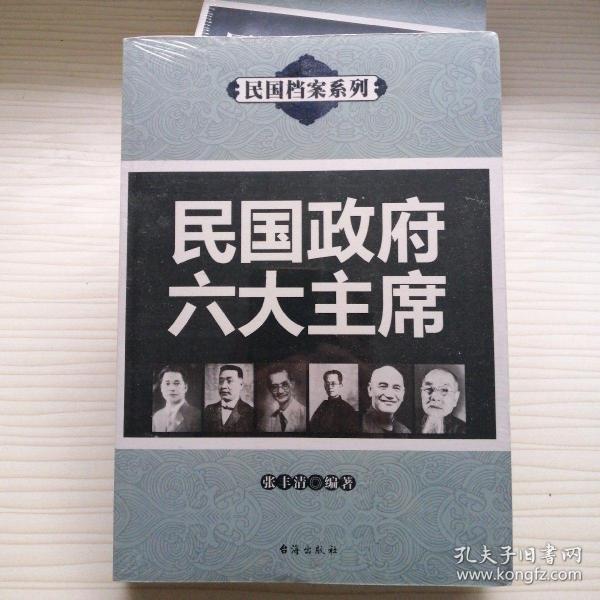 民国档案系列
民国政府
六大主席
张丰清◎编著
台海出版社
孔夫子旧书网
www.kongfz.com